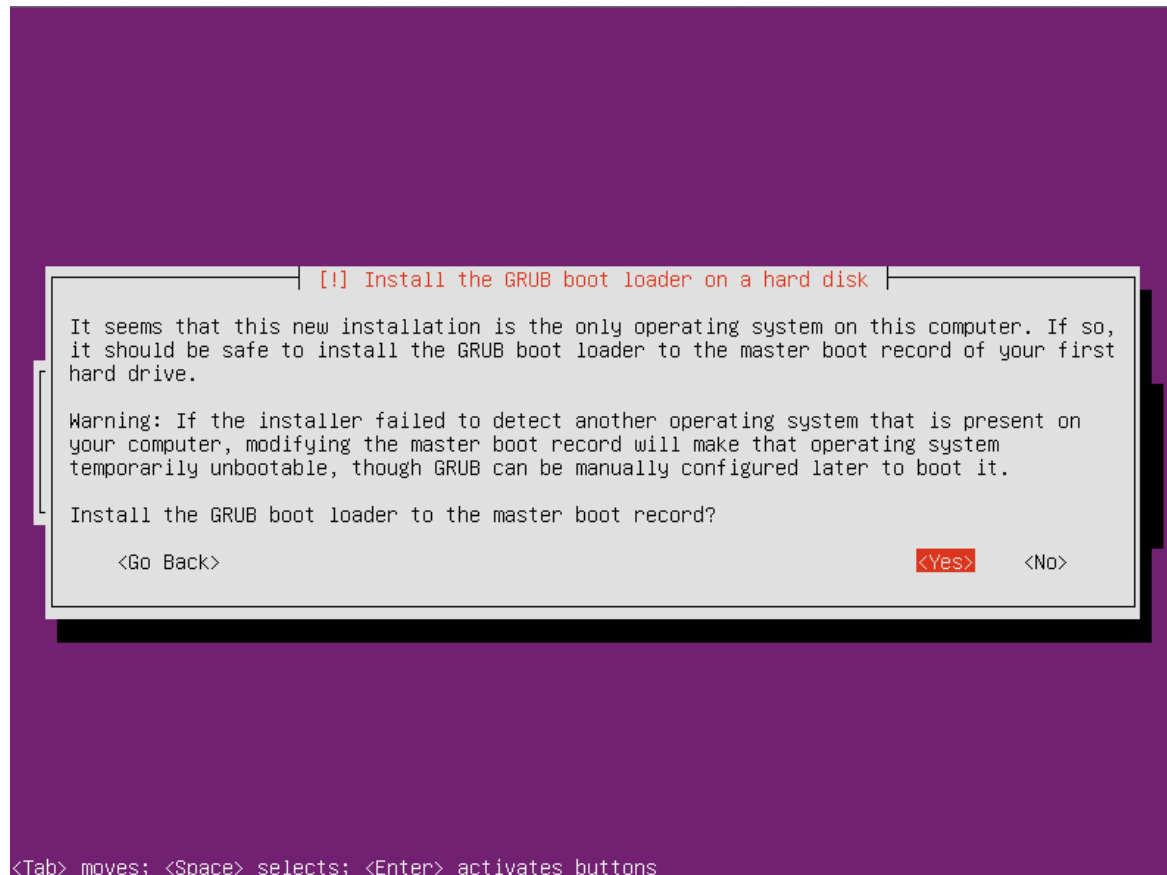 [!] Install the GRUB boot loader on a hard disk
It seems that this new installation is the only operating system on this computer. If so,
it should be safe to install the GRUB boot loader to the master boot record of your first
hard drive.
Warning: If the installer failed to detect another operating system that is present on
your computer, modifying the master boot record will make that operating system
temporarily unbootable, though GRUB can be manually configured later to boot it.
Install the GRUB boot loader to the master boot record?
<Go Back> <Yes> <No>
<Tab> moves; <Space> selects; <Enter> activates buttons